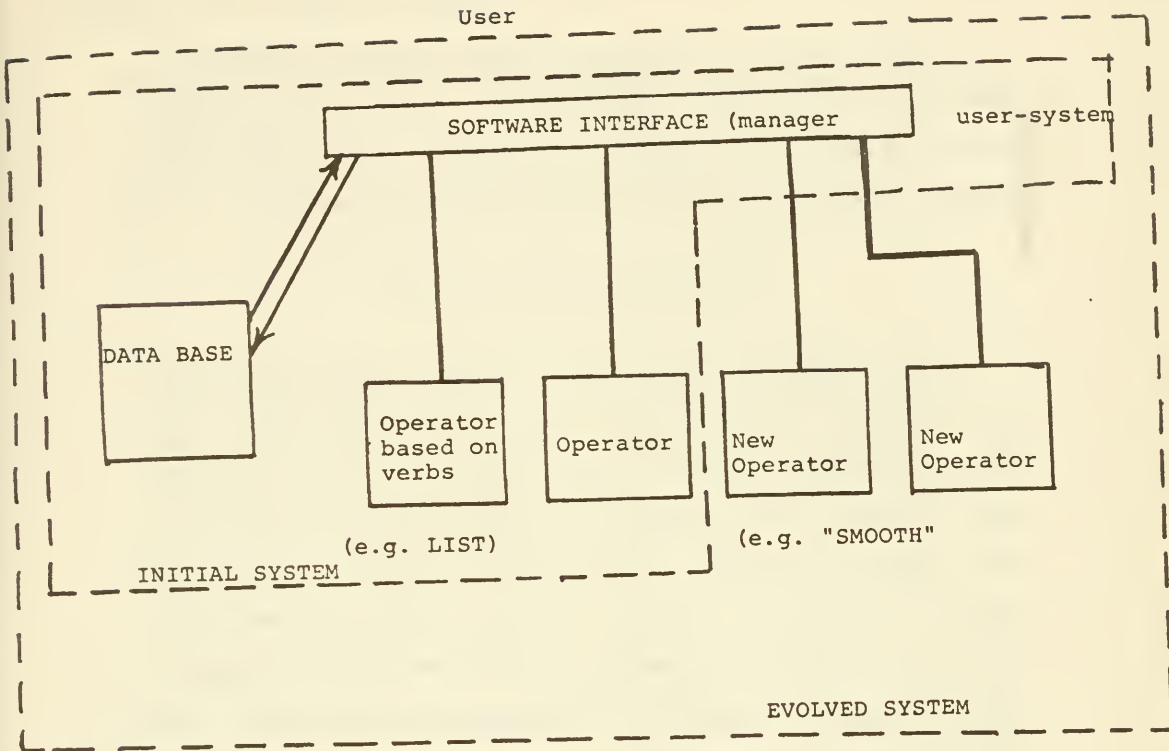 User
SOFTWARE INTERFACE (manager
user-system
DATA BASE
Operator
based on
verbs
Operator
New
Operator
New
Operator
(e.g. LIST)
(e.g. "SMOOTH"
INITIAL SYSTEM
EVOLVED SYSTEM